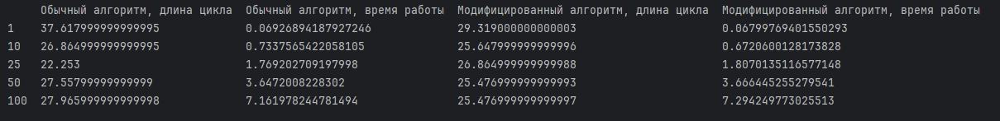 Обычный алгоритм, длина цикла Обычный алгоритм, время работы Модифицированный алгоритм, длина цикла Модифицированный алгоритм, время работы
1 37.617999999999995 0.06926894187927246 29.319000000000003 0.06799769401550293
10 26.864999999999995 0.7337565422058105 25.647999999999996 0.6720600128173828
25 22.253 1.769202709197998 26.864999999999988 1.8070135116577148
50 27.55799999999999 3.6472008228302 25.476999999999993 3.666445255279541
100 27.965999999999998 7.161978244781494 25.476999999999997 7.294249773025513